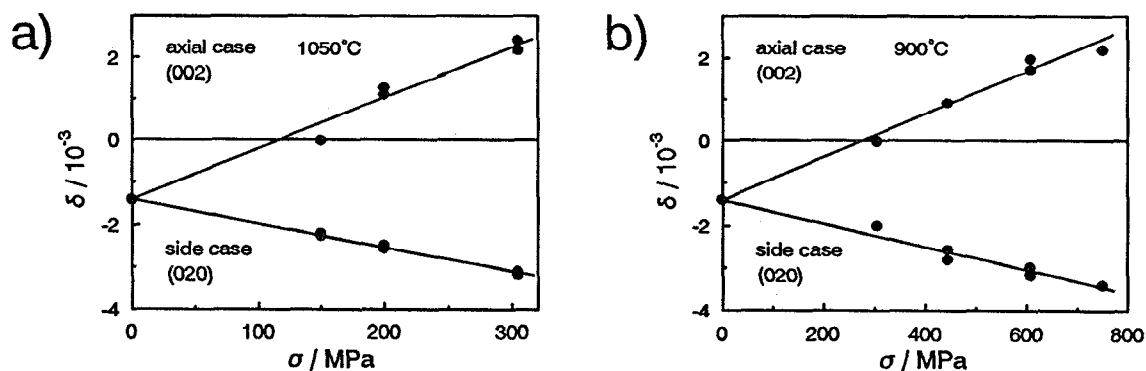 a)
axial case 1050°C
(002)
side case
(020)
δ / 10⁻³
2
0
-2
-4
0 100 200 300
σ / MPa
b)
axial case 900°C
(002)
side case
(020)
δ / 10⁻³
2
0
-2
-4
0 200 400 600 800
σ / MPa